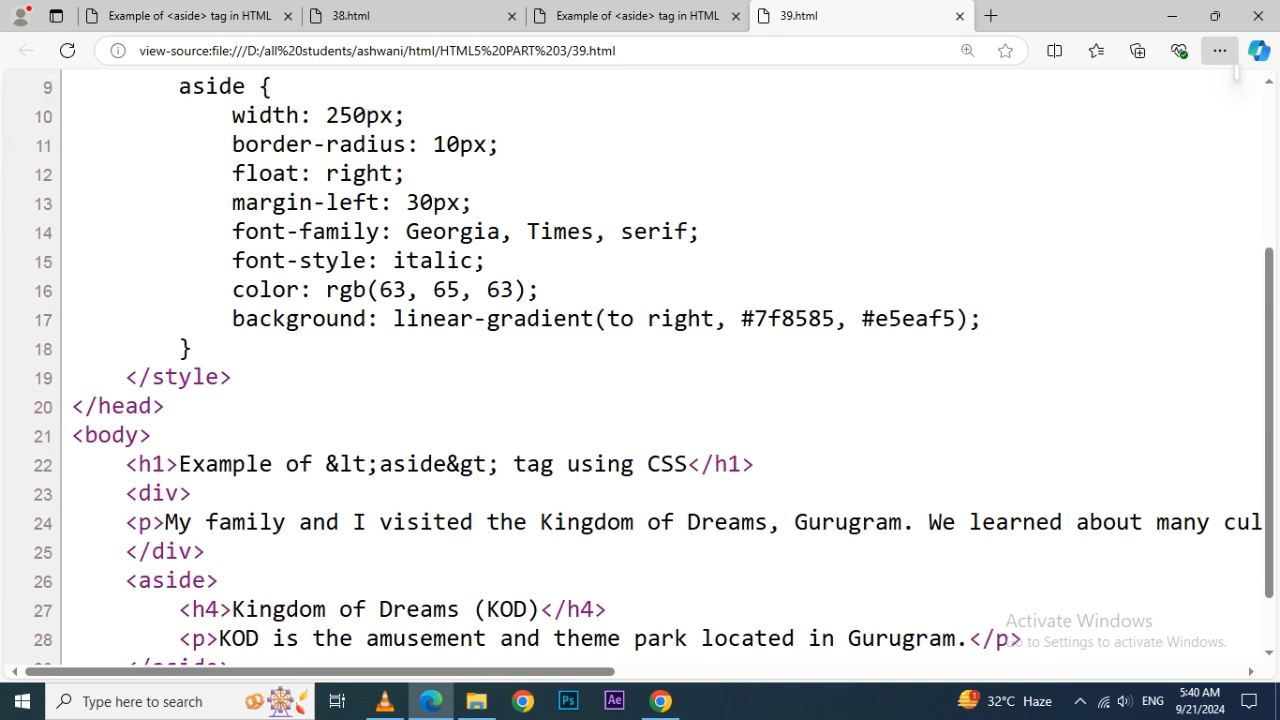 Example of <aside> tag in HTML
38.html
Example of <aside> tag in HTML
39.html
view-source:file:///D:/all%20students/ashwani/html/HTML5%20PART%203/39.html
9 aside {
10 width: 250px;
11 border-radius: 10px;
12 float: right;
13 margin-left: 30px;
14 font-family: Georgia, Times, serif;
15 font-style: italic;
16 color: rgb(63, 65, 63);
17 background: linear-gradient(to right, #7f8585, #e5eaf5);
18 }
19 </style>
20 </head>
21 <body>
22 <h1>Example of &lt;aside&gt; tag using CSS</h1>
23 <div>
24 <p>My family and I visited the Kingdom of Dreams, Gurugram. We learned about many cul
25 </div>
26 <aside>
27 <h4>Kingdom of Dreams (KOD)</h4>
28 <p>KOD is the amusement and theme park located in Gurugram.</p>
</aside>
Activate Windows
to Settings to activate Windows.
Type here to search
Ps
Ae
1
32°C Haze
ENG
5:40 AM
9/21/2024